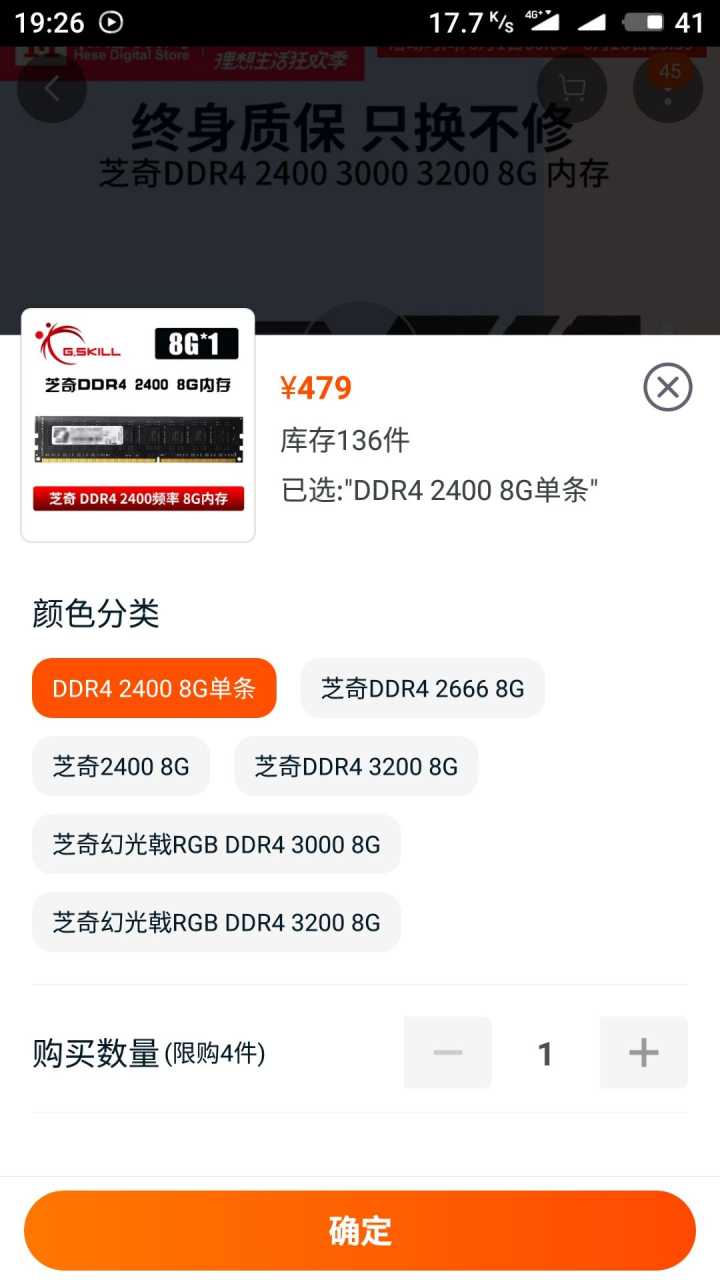 19:26 17.7 K/s 4G+ 41
Hese Digital Store 理想生活狂欢季
45
终身质保 只换不修
芝奇DDR4 2400 3000 3200 8G 内存
G.SKILL 8G*1
芝奇DDR4 2400 8G内存
芝奇 DDR4 2400频率 8G内存
¥479
库存136件
已选:"DDR4 2400 8G单条"
颜色分类
DDR4 2400 8G单条 芝奇DDR4 2666 8G
芝奇2400 8G 芝奇DDR4 3200 8G
芝奇幻光戟RGB DDR4 3000 8G
芝奇幻光戟RGB DDR4 3200 8G
购买数量(限购4件) — 1 +
确定